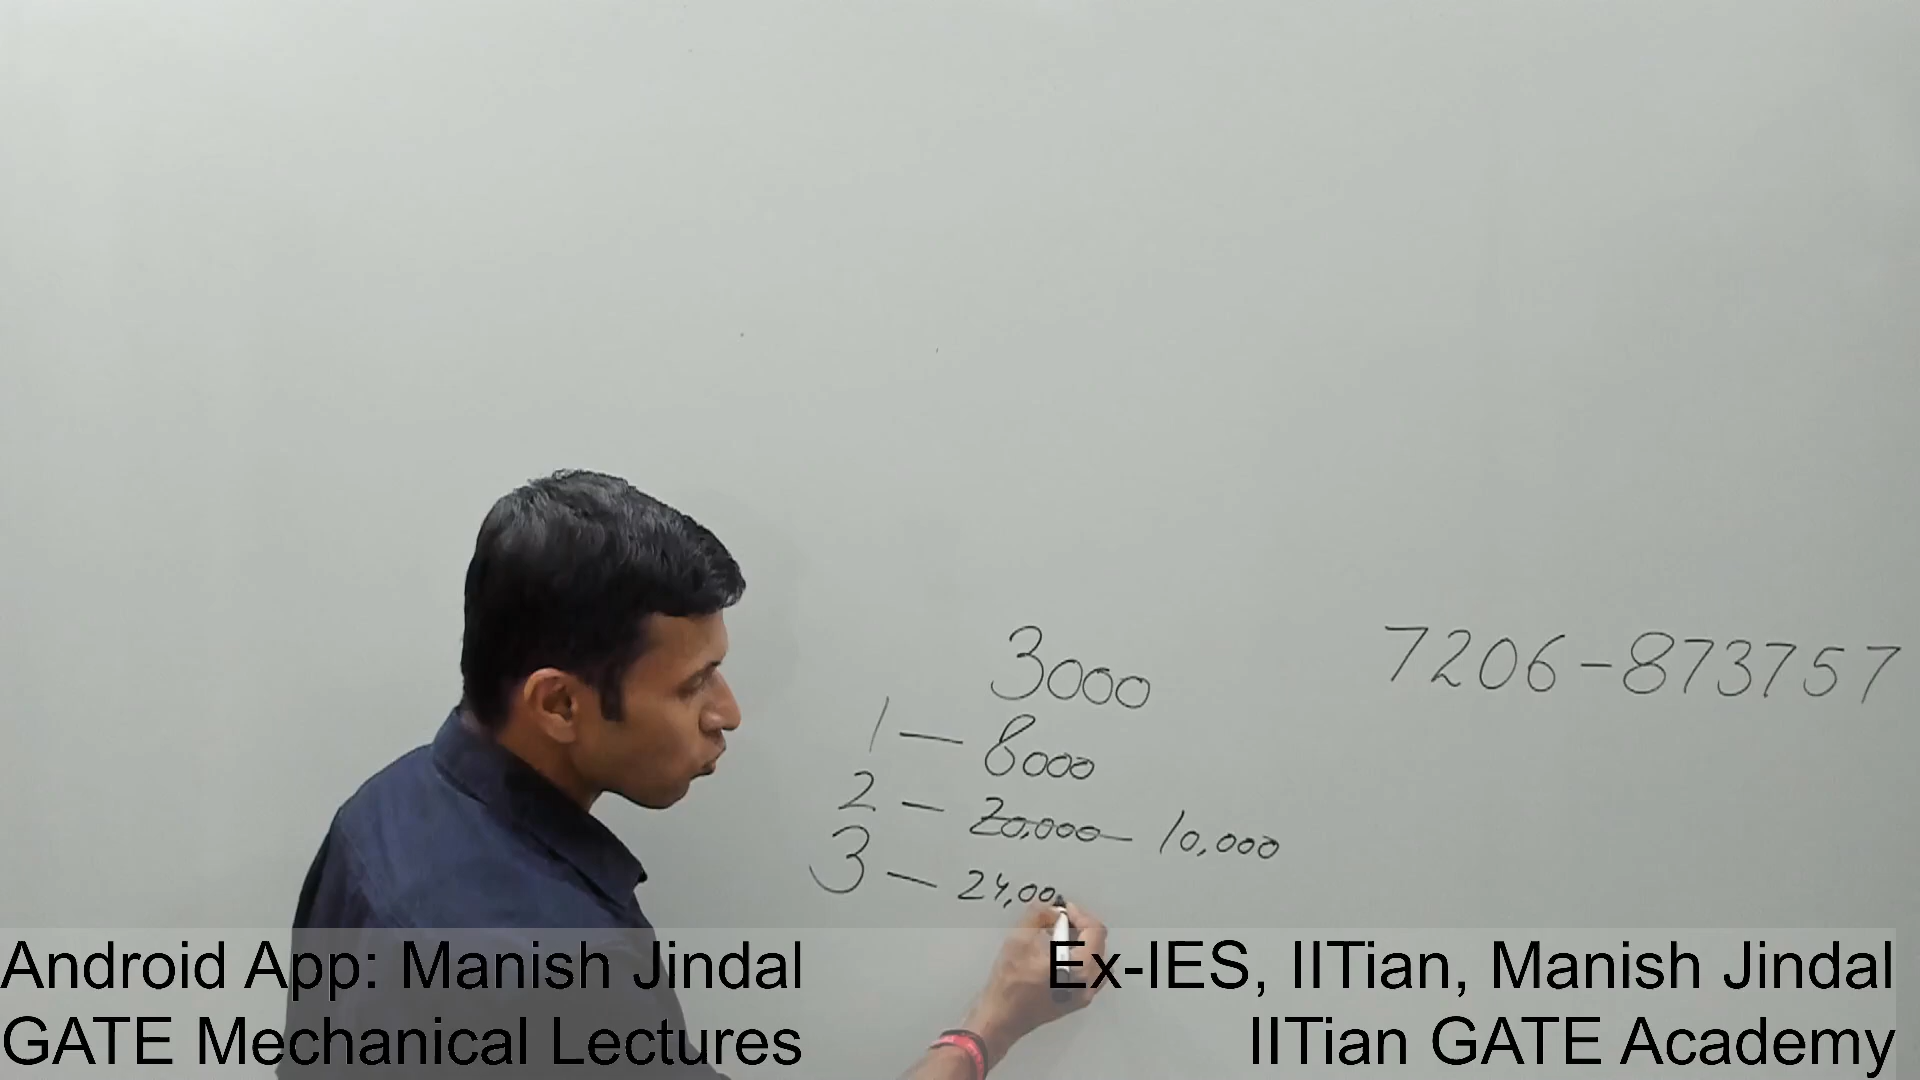 3000
7206-873757
1 — 8000
2 — 20,000 — 10,000
3 — 24,00
Android App: Manish Jindal
GATE Mechanical Lectures
Ex-IES, IITian, Manish Jindal
IITian GATE Academy